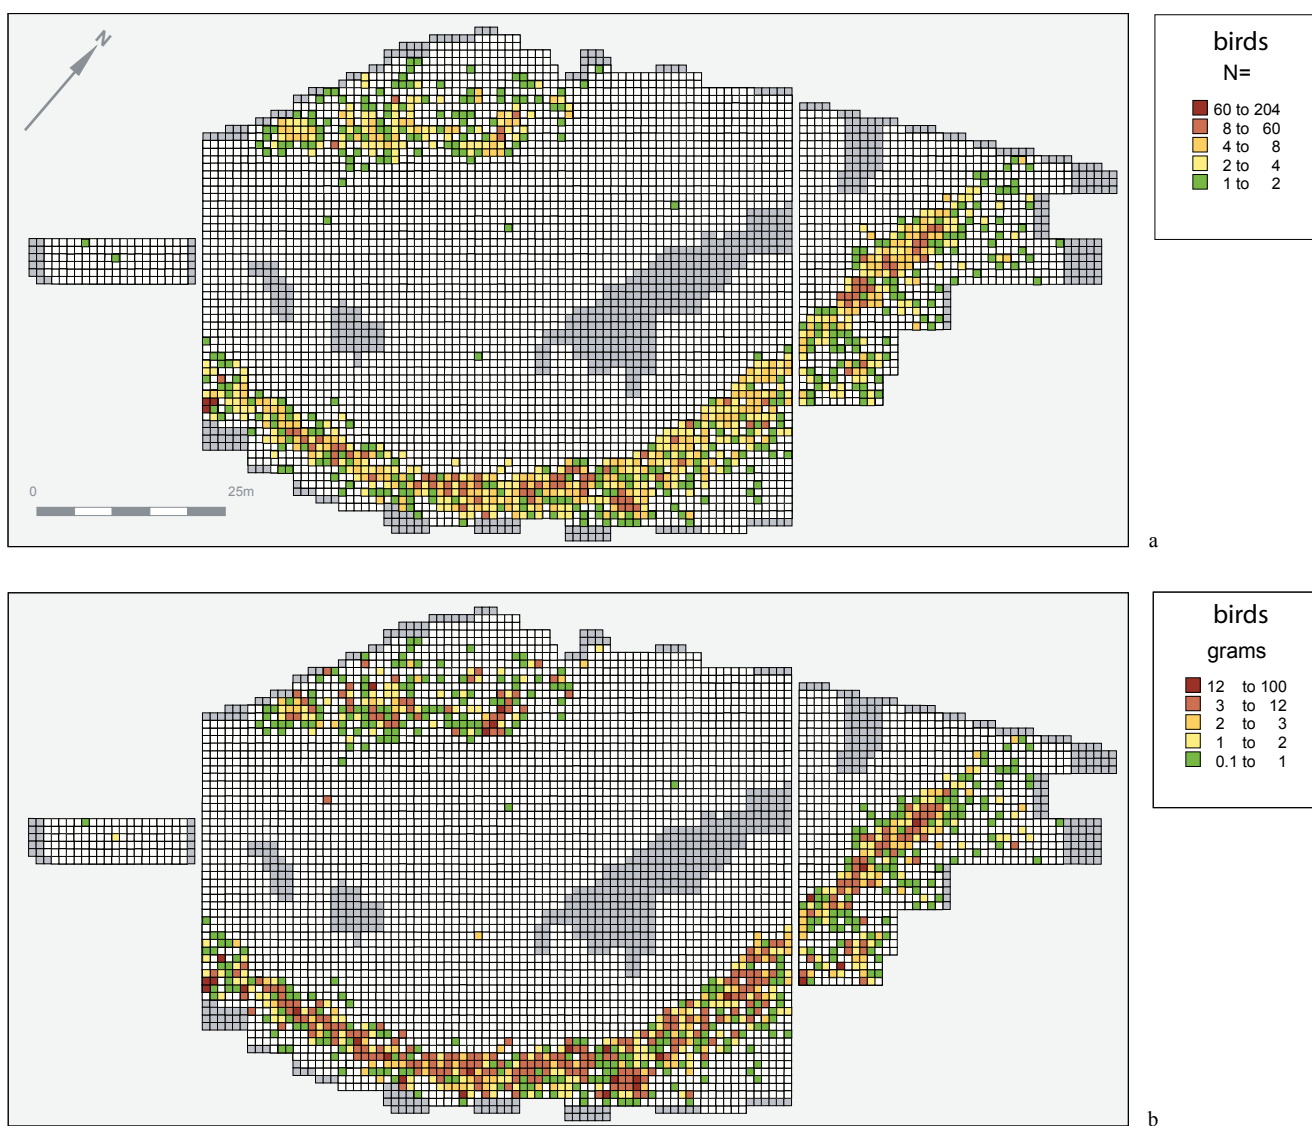 N
0
25m
birds
N=
60 to 204
8 to 60
4 to 8
2 to 4
1 to 2
a
birds
grams
12 to 100
3 to 12
2 to 3
1 to 2
0.1 to 1
b